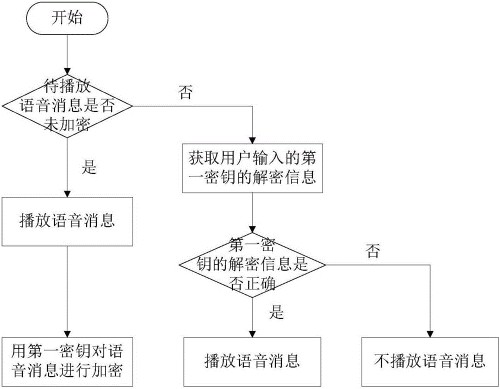 开始
待播放
语音消息是否
未加密
否
是
获取用户输入的第
一密钥的解密信息
播放语音消息
第一密
钥的解密信息是
否正确
否
是
用第一密钥对语
音消息进行加密
播放语音消息
不播放语音消息